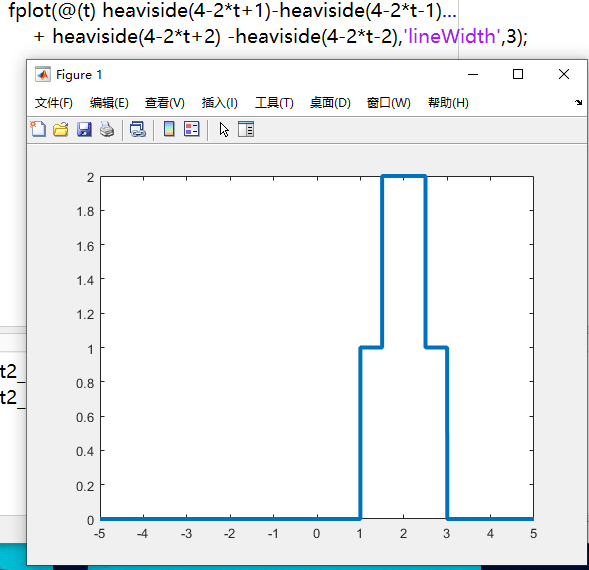 fplot(@(t) heaviside(4-2*t+1)-heaviside(4-2*t-1)...
+ heaviside(4-2*t+2) -heaviside(4-2*t-2),'lineWidth',3);
Figure 1
文件(F) 编辑(E) 查看(V) 插入(I) 工具(T) 桌面(D) 窗口(W) 帮助(H)
2
1.8
1.6
1.4
1.2
1
0.8
0.6
0.4
0.2
0
-5 -4 -3 -2 -1 0 1 2 3 4 5
t2_
t2_